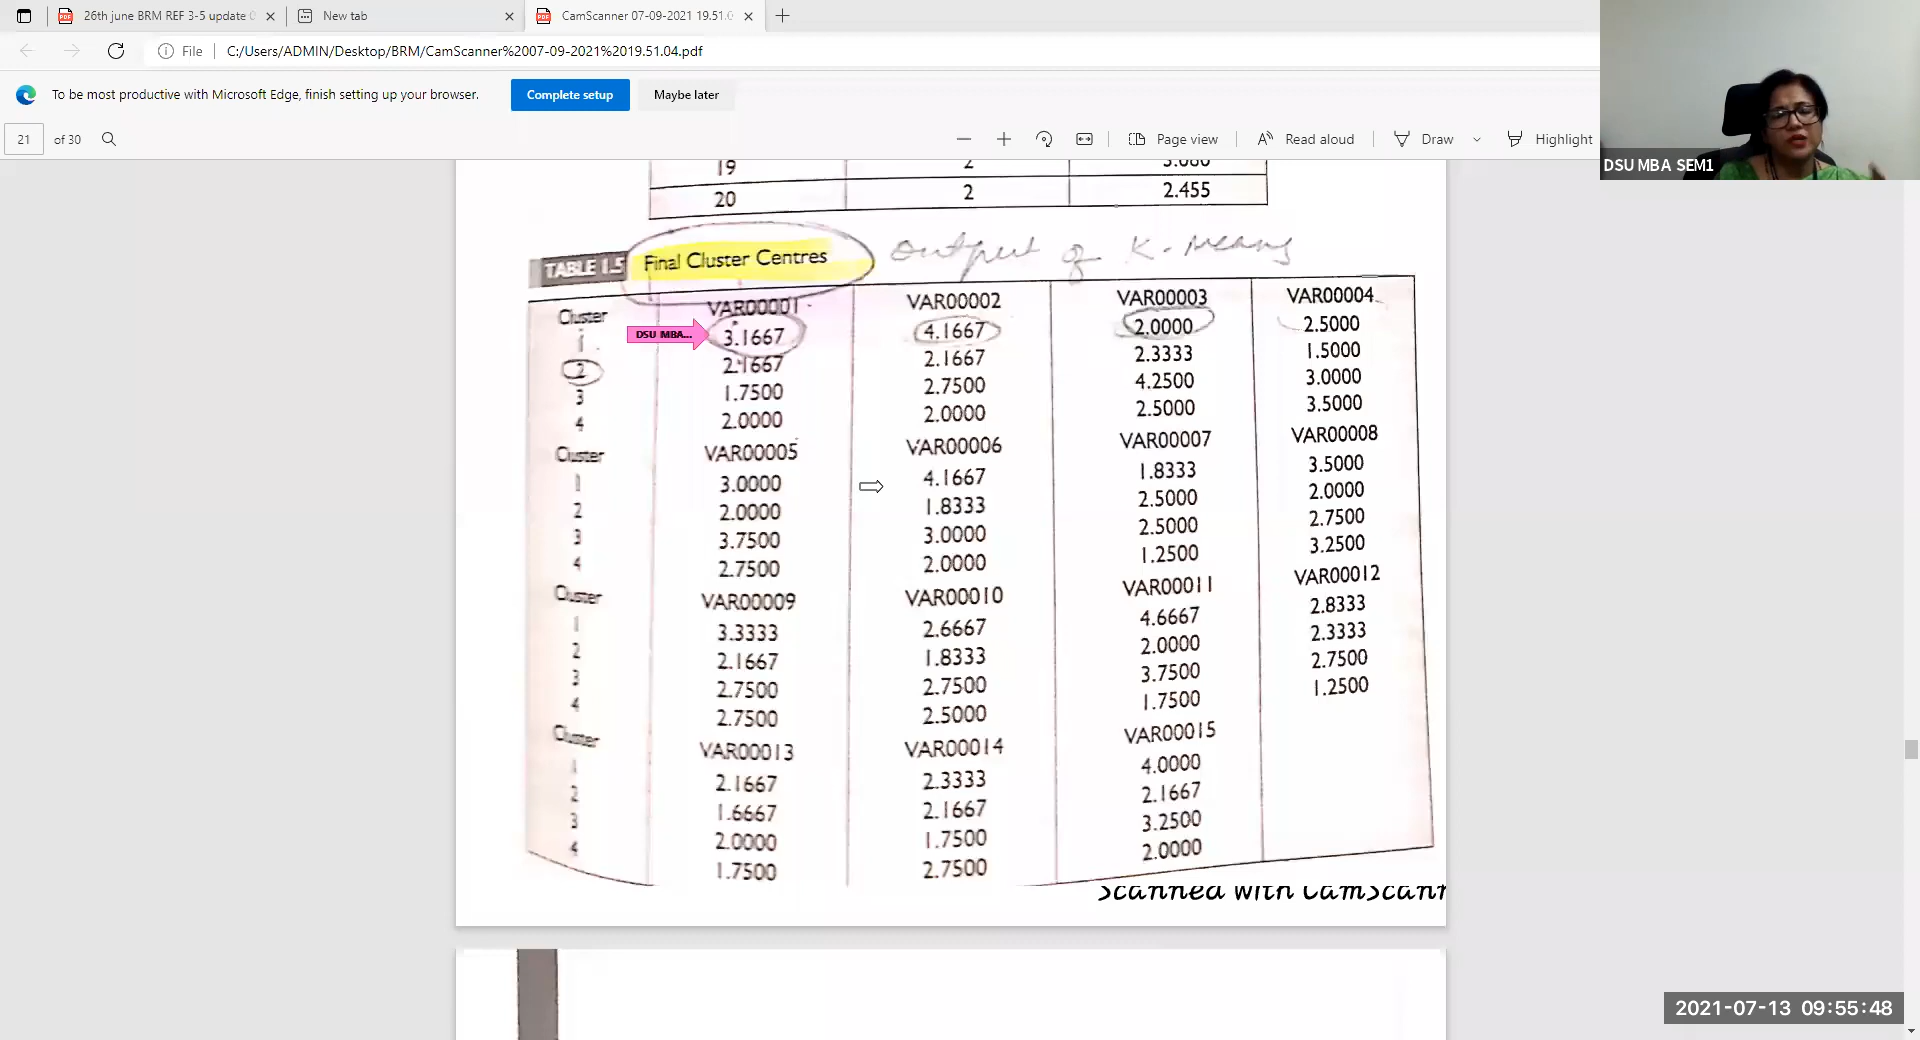 26th june BRM REF 3-5 update
New tab
CamScanner 07-09-2021 19.51.0
File
C:/Users/ADMIN/Desktop/BRM/CamScanner%2007-09-2021%2019.51.04.pdf
To be most productive with Microsoft Edge, finish setting up your browser.
Complete setup
Maybe later
21 of 30
Page view
Read aloud
Draw
Highlight
DSU MBA SEM1
19 2 3.080
20 2 2.455
TABLE 1.5 Final Cluster Centres
Output of K-means
Cluster VAR00001 VAR00002 VAR00003 VAR00004
DSU MBA...
1 3.1667 4.1667 2.0000 2.5000
2 2.1667 2.1667 2.3333 1.5000
3 1.7500 2.7500 4.2500 3.0000
4 2.0000 2.0000 2.5000 3.5000
Cluster VAR00005 VAR00006 VAR00007 VAR00008
1 3.0000 4.1667 1.8333 3.5000
2 2.0000 1.8333 2.5000 2.0000
3 3.7500 3.0000 2.5000 2.7500
4 2.7500 2.0000 1.2500 3.2500
Cluster VAR00009 VAR00010 VAR00011 VAR00012
1 3.3333 2.6667 4.6667 2.8333
2 2.1667 1.8333 2.0000 2.3333
3 2.7500 2.7500 3.7500 2.7500
4 2.7500 2.5000 1.7500 1.2500
Cluster VAR00013 VAR00014 VAR00015
1 2.1667 2.3333 4.0000
2 1.6667 2.1667 2.1667
3 2.0000 1.7500 3.2500
4 1.7500 2.7500 2.0000
Scanned with CamScann
2021-07-13 09:55:48